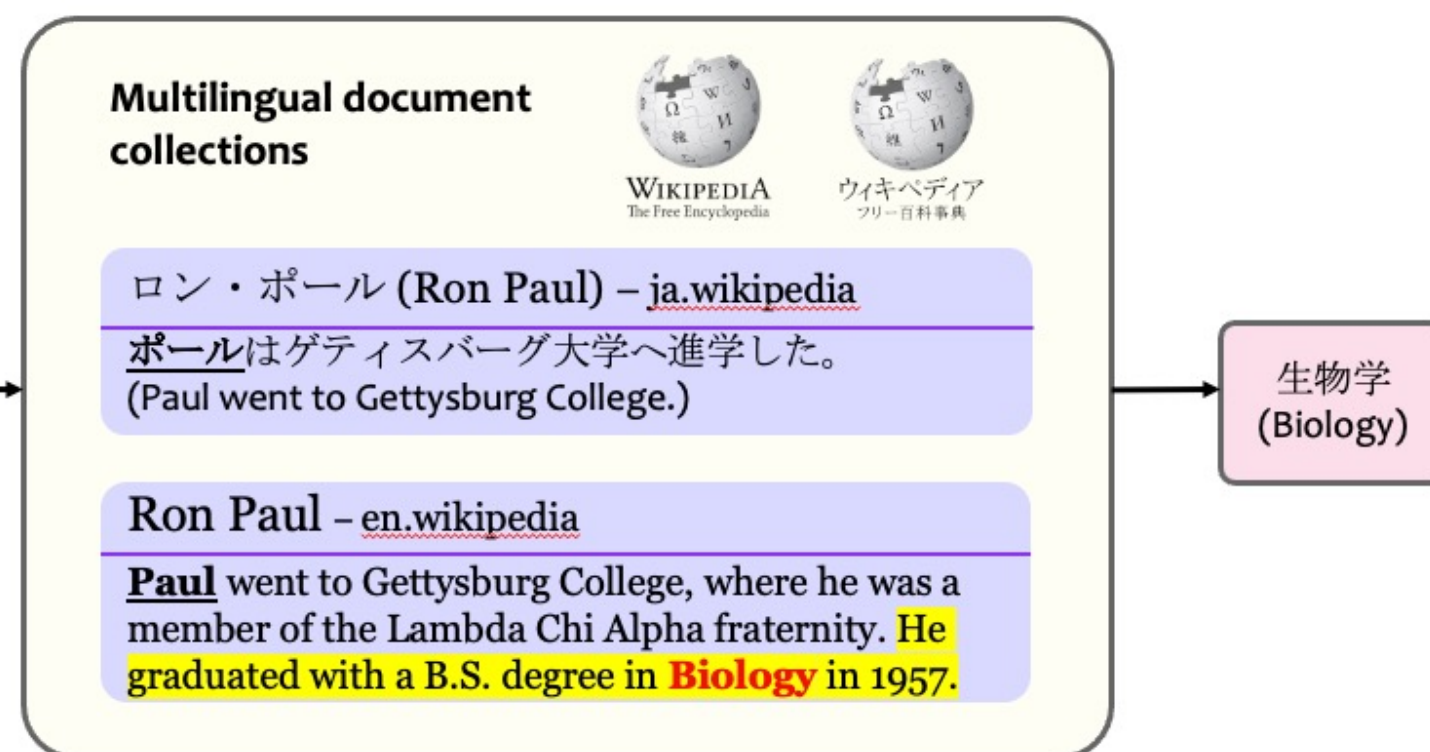 Multilingual document
collections
WIKIPEDIA
The Free Encyclopedia
ウィキペディア
フリー百科事典
ロン・ポール (Ron Paul) – ja.wikipedia
ポールはゲティスバーグ大学へ進学した。
(Paul went to Gettysburg College.)
Ron Paul – en.wikipedia
Paul went to Gettysburg College, where he was a
member of the Lambda Chi Alpha fraternity. He
graduated with a B.S. degree in Biology in 1957.
生物学
(Biology)